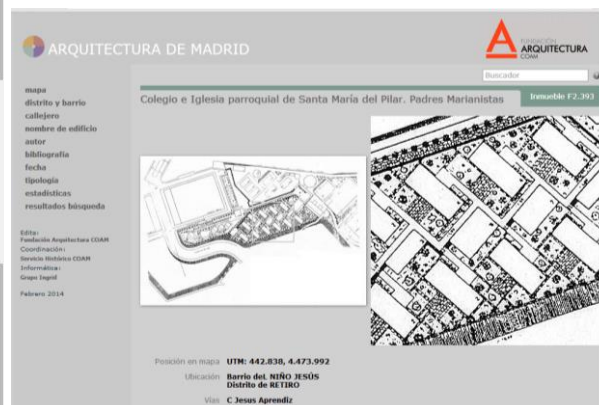 ARQUITECTURA DE MADRID
FUNDACIÓN
ARQUITECTURA
COAM
Buscador
Colegio e Iglesia parroquial de Santa María del Pilar. Padres Marianistas
Inmueble F2.393
mapa
distrito y barrio
callejero
nombre de edificio
autor
bibliografía
fecha
tipología
estadísticas
resultados búsqueda
Edita:
Fundación Arquitectura COAM
Coordinación:
Servicio Histórico COAM
Informática:
Grupo Ingrid
Febrero 2014
Posición en mapa UTM: 442.838, 4.473.992
Ubicación Barrio del, NIÑO JESÚS
Distrito de RETIRO
Vías C Jesus Aprendiz